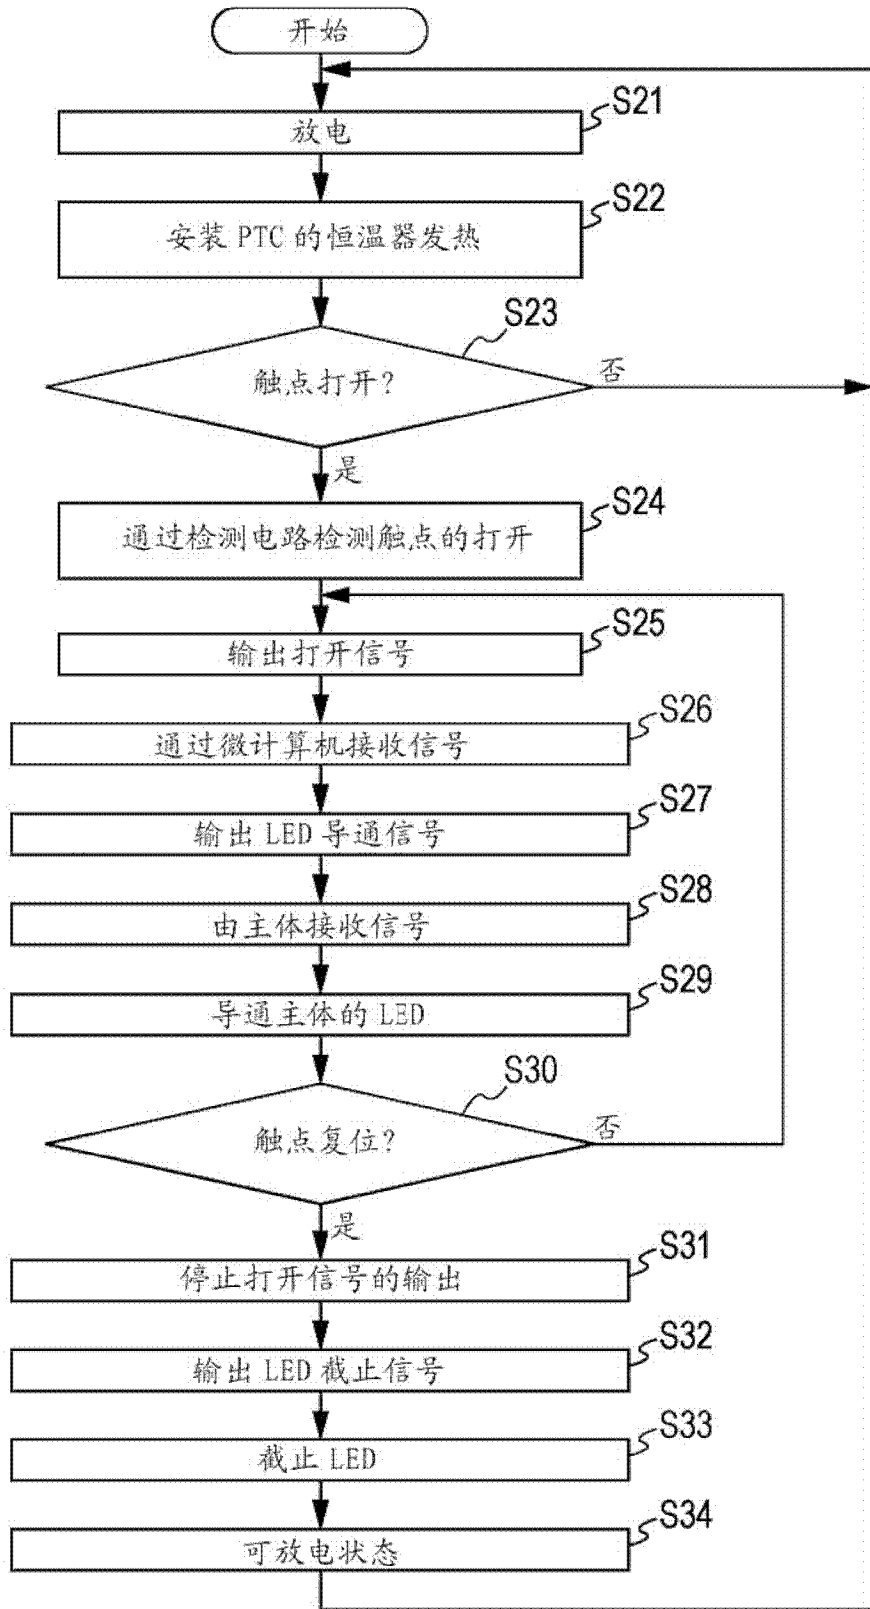 开始
S21
放电
S22
安装 PTC 的恒温器发热
S23
触点打开?
否
是
S24
通过检测电路检测触点的打开
S25
输出打开信号
S26
通过微计算机接收信号
S27
输出 LED 导通信号
S28
由主体接收信号
S29
导通主体的 LED
S30
触点复位?
否
是
S31
停止打开信号的输出
S32
输出 LED 截止信号
S33
截止 LED
S34
可放电状态